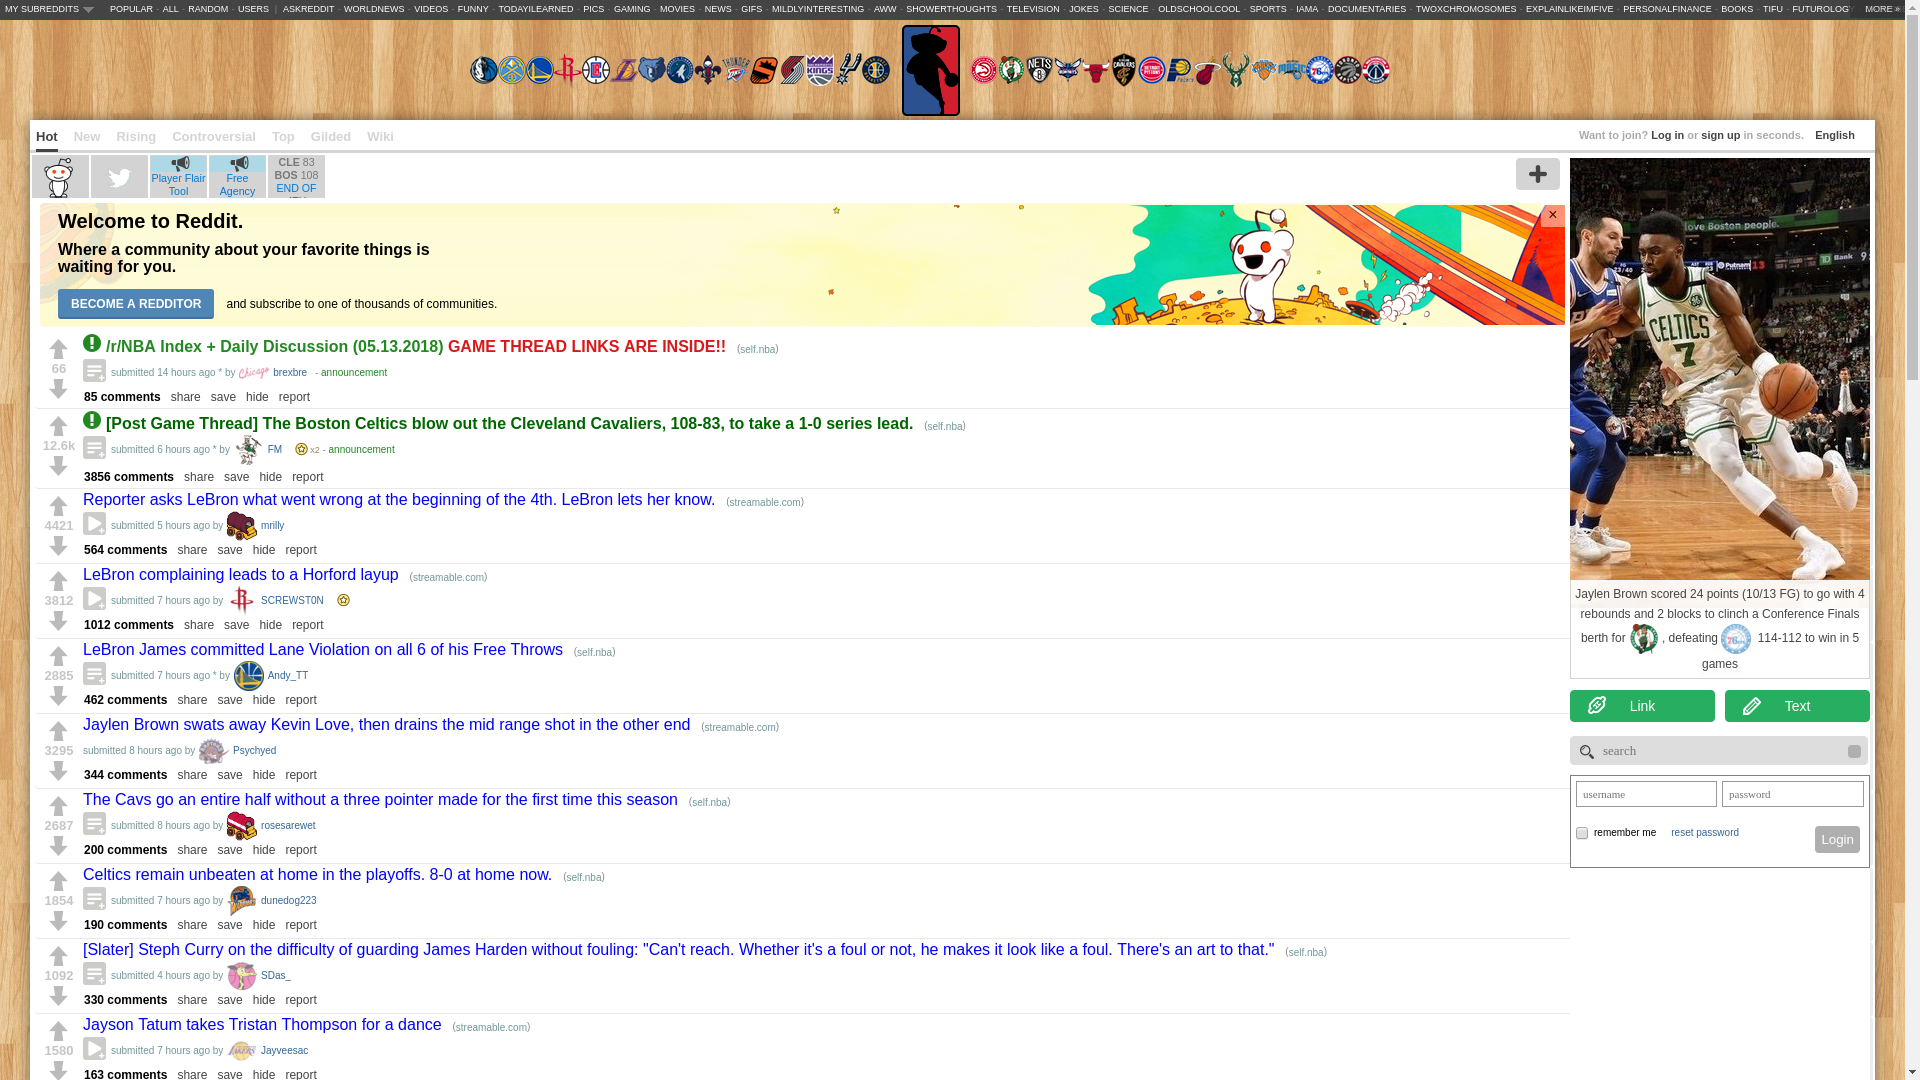 MY SUBREDDITS POPULAR - ALL - RANDOM - USERS | ASKREDDIT - WORLDNEWS - VIDEOS - FUNNY - TODAYILEARNED - PICS - GAMING - MOVIES - NEWS - GIFS - MILDLYINTERESTING - AWW - SHOWERTHOUGHTS - TELEVISION - JOKES - SCIENCE - OLDSCHOOLCOOL - SPORTS - IAMA - DOCUMENTARIES - TWOXCHROMOSOMES - EXPLAINLIKEIMFIVE - PERSONALFINANCE - BOOKS - TIFU - FUTUROLOGY MORE »
Hot New Rising Controversial Top Gilded Wiki
Want to join? Log in or sign up in seconds. English
Player Flair Tool
Free Agency
CLE 83
BOS 108
END OF
Welcome to Reddit.
Where a community about your favorite things is
waiting for you.
BECOME A REDDITOR and subscribe to one of thousands of communities.
×
/r/NBA Index + Daily Discussion (05.13.2018) GAME THREAD LINKS ARE INSIDE!! (self.nba)
66
submitted 14 hours ago * by Chicago brexbre - announcement
85 comments share save hide report
[Post Game Thread] The Boston Celtics blow out the Cleveland Cavaliers, 108-83, to take a 1-0 series lead. (self.nba)
12.6k
submitted 6 hours ago * by FM x2 - announcement
3856 comments share save hide report
Reporter asks LeBron what went wrong at the beginning of the 4th. LeBron lets her know. (streamable.com)
4421
submitted 5 hours ago by mrilly
564 comments share save hide report
LeBron complaining leads to a Horford layup (streamable.com)
3812
submitted 7 hours ago by SCREWST0N
1012 comments share save hide report
LeBron James committed Lane Violation on all 6 of his Free Throws (self.nba)
2885
submitted 7 hours ago * by Andy_TT
462 comments share save hide report
Jaylen Brown swats away Kevin Love, then drains the mid range shot in the other end (streamable.com)
3295
submitted 8 hours ago by Psychyed
344 comments share save hide report
The Cavs go an entire half without a three pointer made for the first time this season (self.nba)
2687
submitted 8 hours ago by rosesarewet
200 comments share save hide report
Celtics remain unbeaten at home in the playoffs. 8-0 at home now. (self.nba)
1854
submitted 7 hours ago by dunedog223
190 comments share save hide report
[Slater] Steph Curry on the difficulty of guarding James Harden without fouling: "Can't reach. Whether it's a foul or not, he makes it look like a foul. There's an art to that." (self.nba)
1092
submitted 4 hours ago by SDas_
330 comments share save hide report
Jayson Tatum takes Tristan Thompson for a dance (streamable.com)
1580
submitted 7 hours ago by LAKERS Jayveesac
163 comments share save hide report
love Boston people.
Putnam
TD Bank
CELTICS
7
Jaylen Brown scored 24 points (10/13 FG) to go with 4
rebounds and 2 blocks to clinch a Conference Finals
berth for , defeating 114-112 to win in 5
games
Link Text
search
username password
remember me reset password
Login